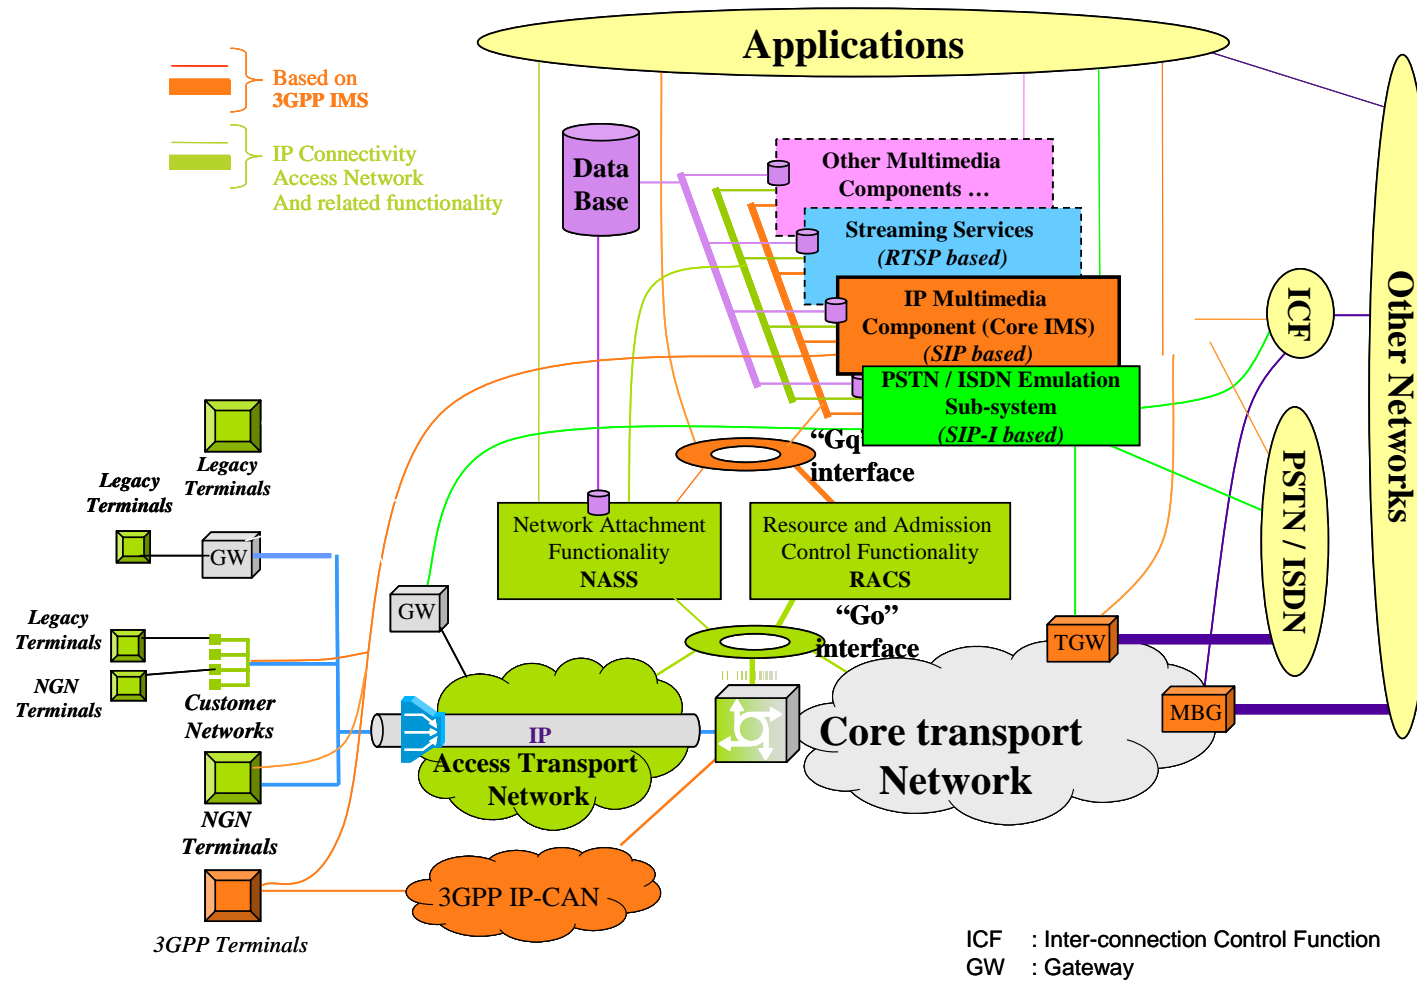 Applications
Based on
3GPP IMS
IP Connectivity
Access Network
And related functionality
Data
Base
Other Multimedia
Components …
Streaming Services
(RTSP based)
IP Multimedia
Component (Core IMS)
(SIP based)
PSTN / ISDN Emulation
Sub-system
(SIP-I based)
ICF
Other Networks
PSTN / ISDN
“Gq
interface
Legacy
Terminals
Legacy
Terminals
GW
Network Attachment
Functionality
NASS
Resource and Admission
Control Functionality
RACS
GW
“Go”
interface
Legacy
Terminals
NGN
Terminals
Customer
Networks
TGW
MBG
IP
Access Transport
Network
Core transport
Network
NGN
Terminals
3GPP IP-CAN
3GPP Terminals
ICF : Inter-connection Control Function
GW : Gateway